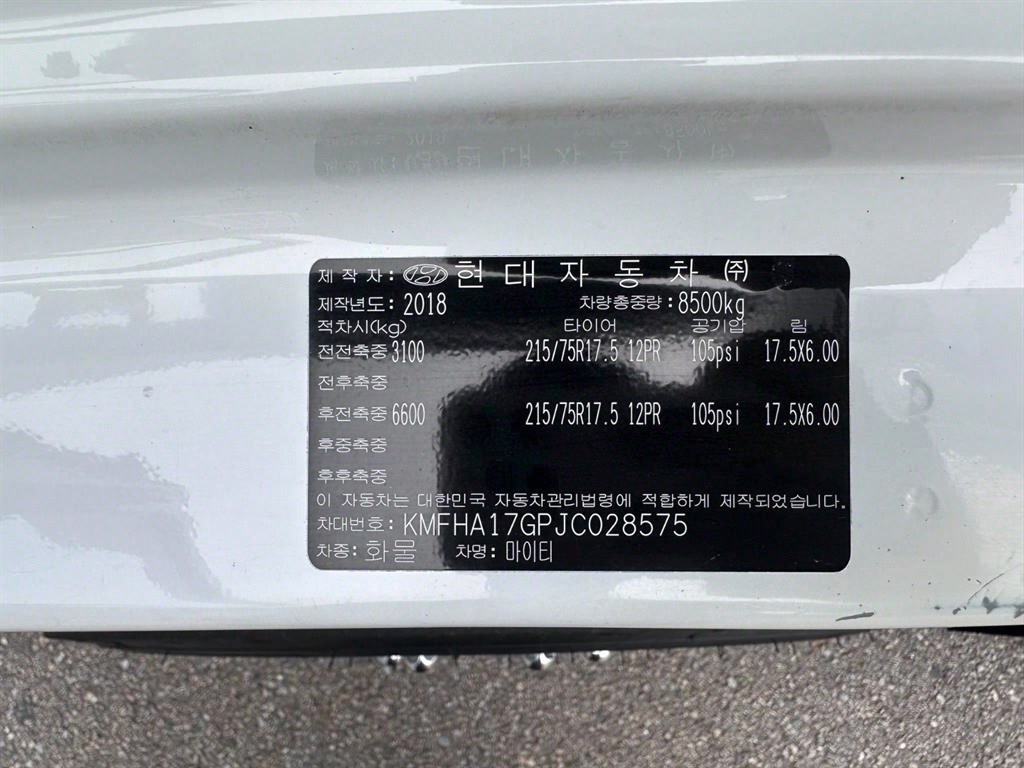 제 작 자: 현 대 자 동 차 ㈜
제작년도: 2018 차량총중량: 8500kg
적차시(kg) 타이어 공기압 림
전전축중 3100 215/75R17.5 12PR 105psi 17.5X6.00
전후축중
후전축중 6600 215/75R17.5 12PR 105psi 17.5X6.00
후중축중
후후축중
이 자동차는 대한민국 자동차관리법령에 적합하게 제작되었습니다.
차대번호: KMFHA17GPJC028575
차종: 화물 차명: 마이티